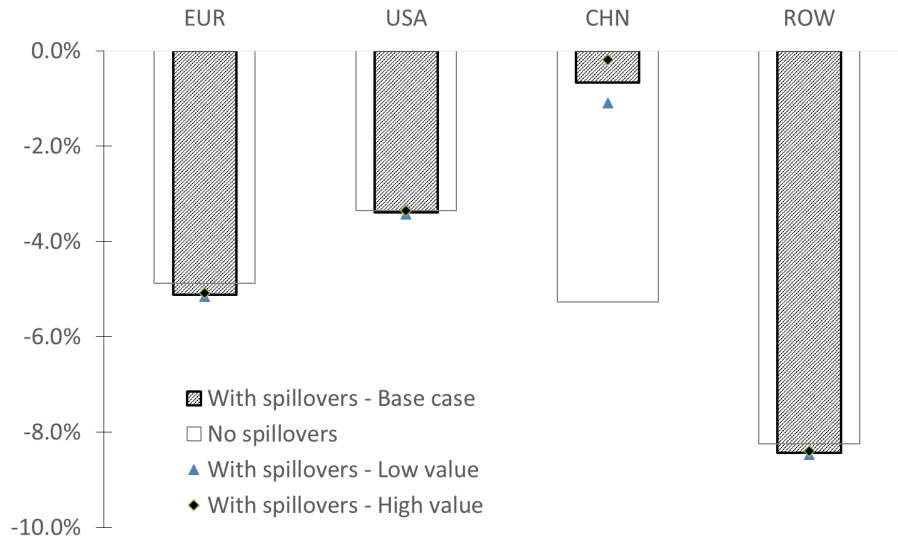 EUR USA CHN ROW
0.0%
-2.0%
-4.0%
-6.0%
With spillovers - Base case
No spillovers
-8.0%
With spillovers - Low value
With spillovers - High value
-10.0%